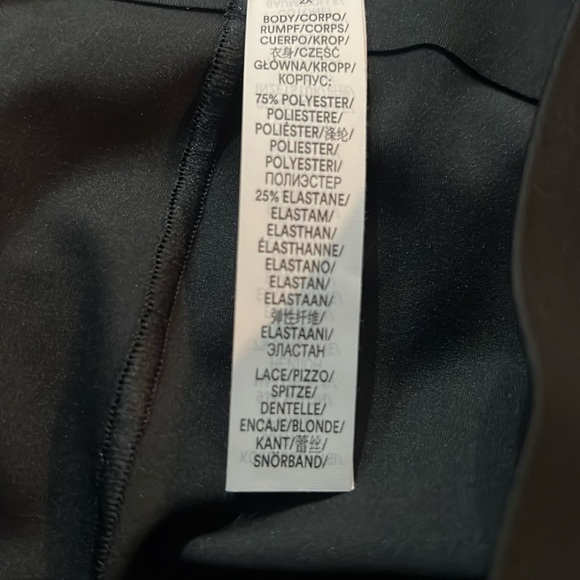 2X
BODY/CORPO/
RUMPF/CORPS/
CUERPO/KROP/
衣身/CZĘŚĆ
GŁÓWNA/KROPP/
КОРПУС:
75% POLYESTER/
POLIESTERE/
POLIÉSTER/涤纶/
POLIESTER/
POLYESTERI/
ПОЛИЭСТЕР
25% ELASTANE/
ELASTAM/
ELASTHAN/
ÉLASTHANNE/
ELASTANO/
ELASTAN/
ELASTAAN/
弹性纤维/
ELASTAANI/
ЭЛАСТАН
LACE/PIZZO/
SPITZE/
DENTELLE/
ENCAJE/BLONDE/
KANT/蕾丝/
SNÖRBAND/